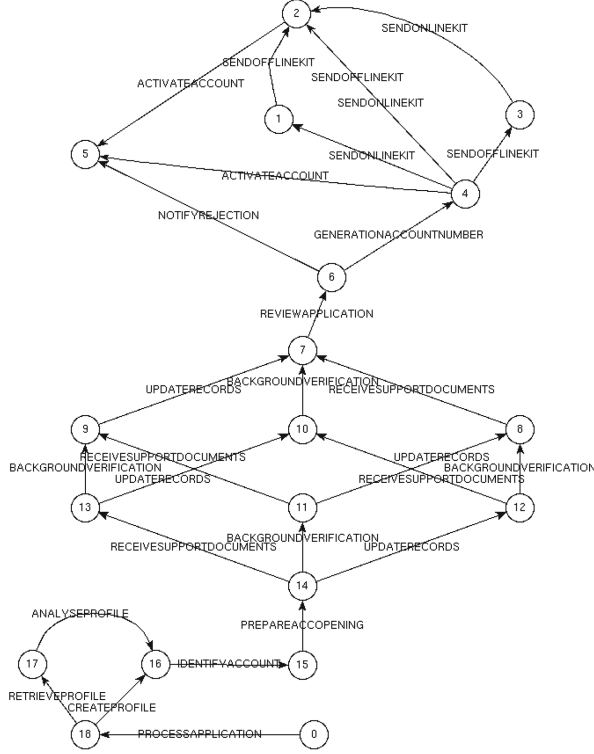 2
SENDONLINEKIT
SENDOFFLINEKIT
SENDOFFLINEKIT
ACTIVATEACCOUNT
SENDONLINEKIT
1
3
5
SENDONLINEKIT
SENDOFFLINEKIT
ACTIVATEACCOUNT
4
NOTIFYREJECTION
GENERATIONACCOUNTNUMBER
6
REVIEWAPPLICATION
7
BACKGROUNDVERIFICATION
UPDATERECORDS
RECEIVESUPPORTDOCUMENTS
9
10
8
RECEIVESUPPORTDOCUMENTS
UPDATERECORDS
BACKGROUNDVERIFICATION
BACKGROUNDVERIFICATION
UPDATERECORDS
RECEIVESUPPORTDOCUMENTS
13
11
12
BACKGROUNDVERIFICATION
RECEIVESUPPORTDOCUMENTS
UPDATERECORDS
14
ANALYSEPROFILE
PREPAREACCOPENING
17
16
IDENTIFYACCOUNT
15
RETRIEVEPROFILE
CREATEPROFILE
18
PROCESSAPPLICATION
0